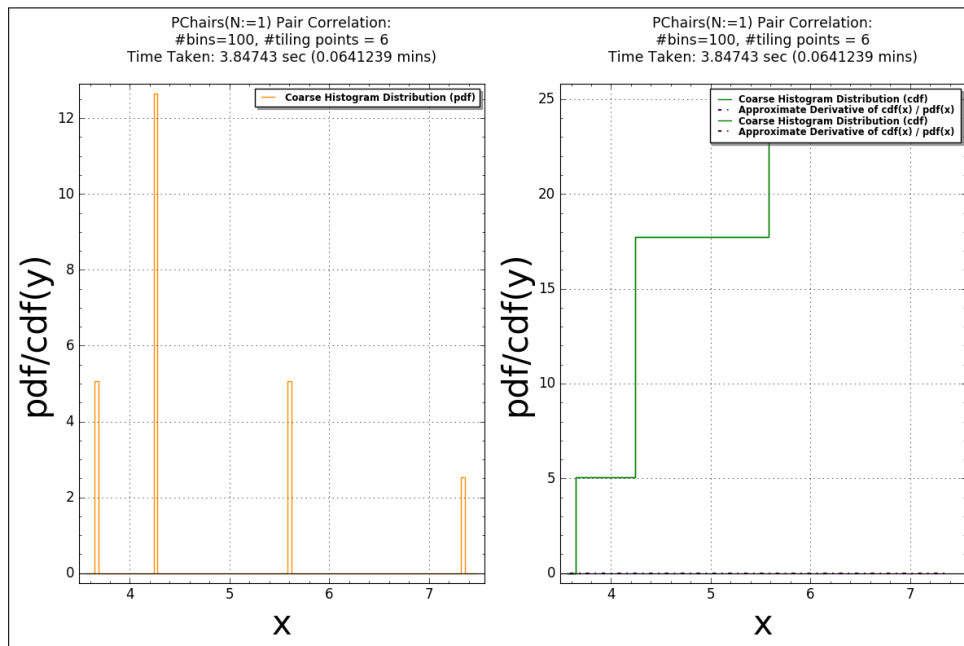 PChairs(N:=1) Pair Correlation:
#bins=100, #tiling points = 6
Time Taken: 3.84743 sec (0.0641239 mins)
Coarse Histogram Distribution (pdf)
12
10
8
6
4
2
0
pdf/cdf(y)
4
5
6
7
x
PChairs(N:=1) Pair Correlation:
#bins=100, #tiling points = 6
Time Taken: 3.84743 sec (0.0641239 mins)
Coarse Histogram Distribution (cdf)
Approximate Derivative of cdf(x) / pdf(x)
Coarse Histogram Distribution (cdf)
Approximate Derivative of cdf(x) / pdf(x)
25
20
15
10
5
0
pdf/cdf(y)
4
5
6
7
x